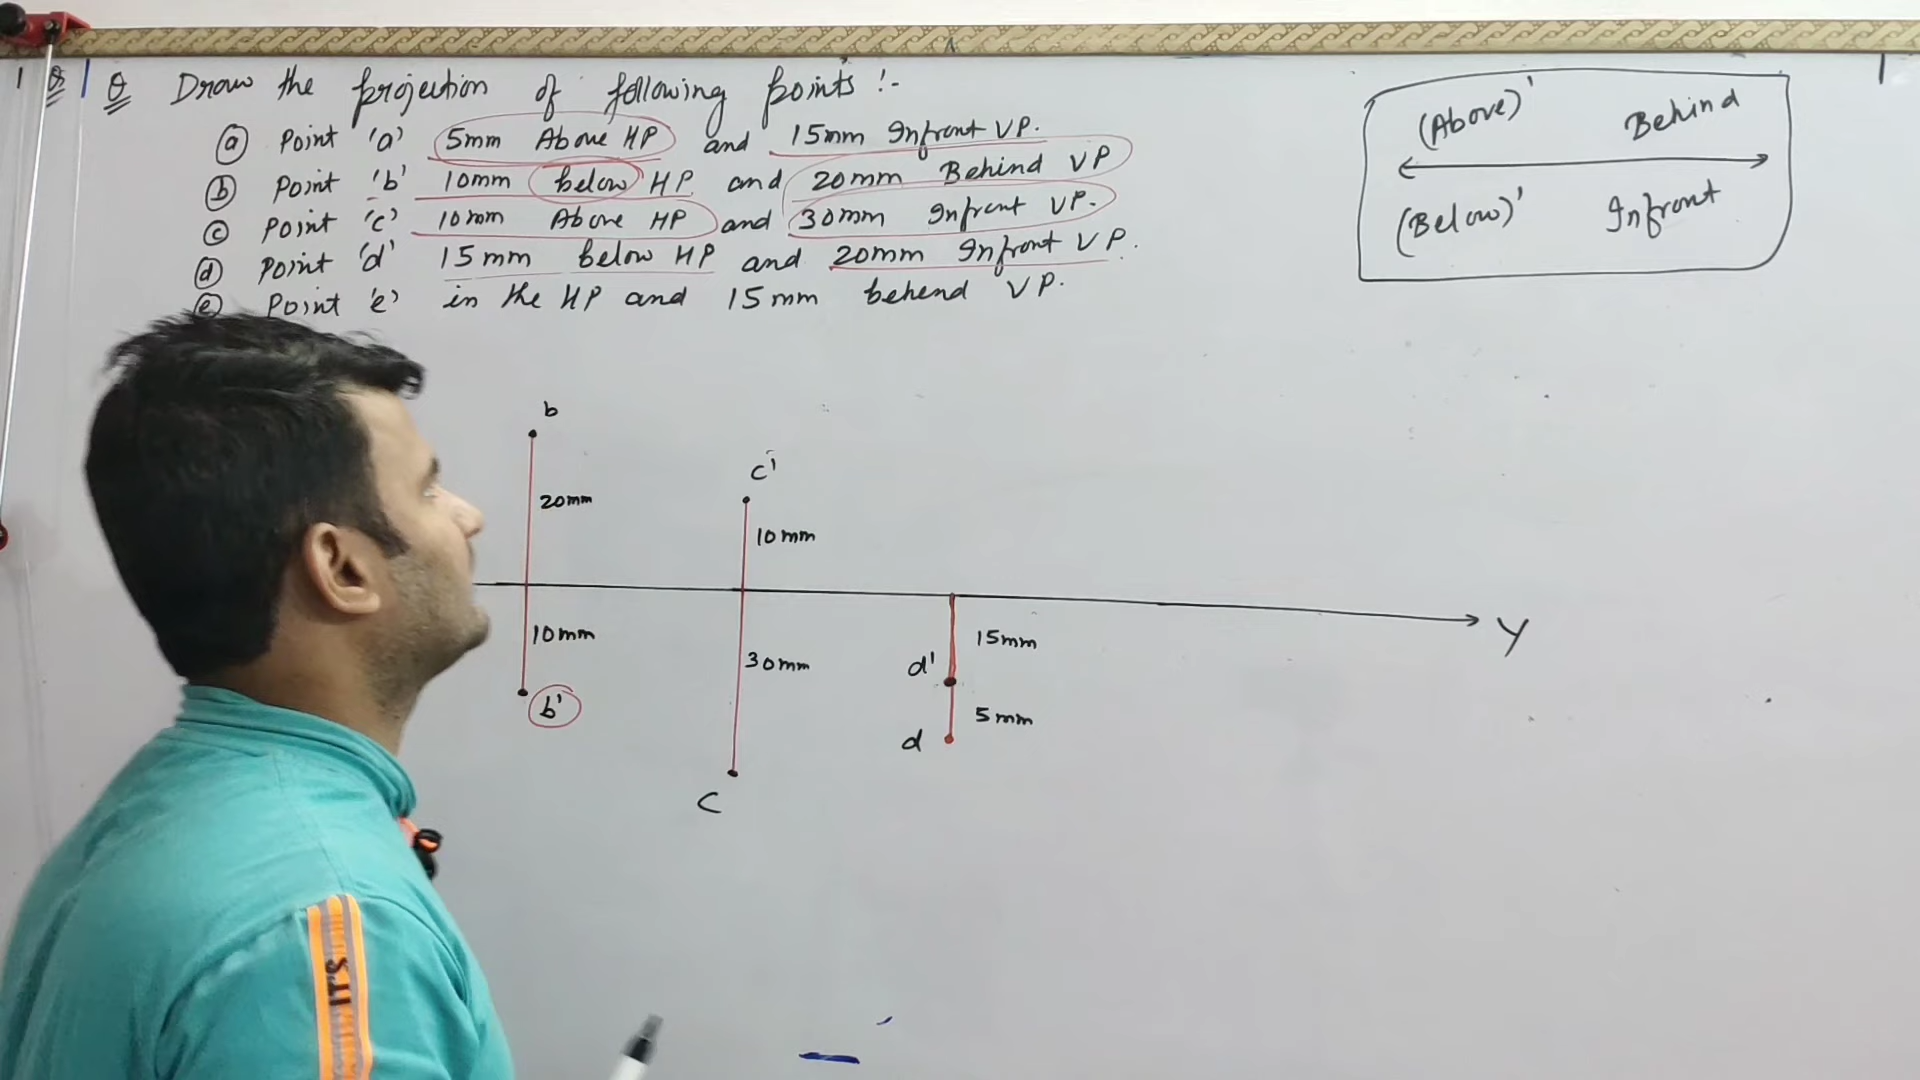 Q Q Draw the projection of following points :-
(a) Point 'a' 5mm Above HP and 15mm Infront VP.
(b) Point 'b' 10mm below HP and 20mm Behind VP
(c) Point 'c' 10mm Above HP and 30mm Infront VP.
(d) Point 'd' 15mm below HP and 20mm Infront VP.
(e) Point 'e' in the HP and 15mm behend VP.
(Above)' Behind
(Below)' Infront
b
20mm
10mm
b'
c'
10mm
30mm
C
15mm
d'
5mm
d
Y
IT'S